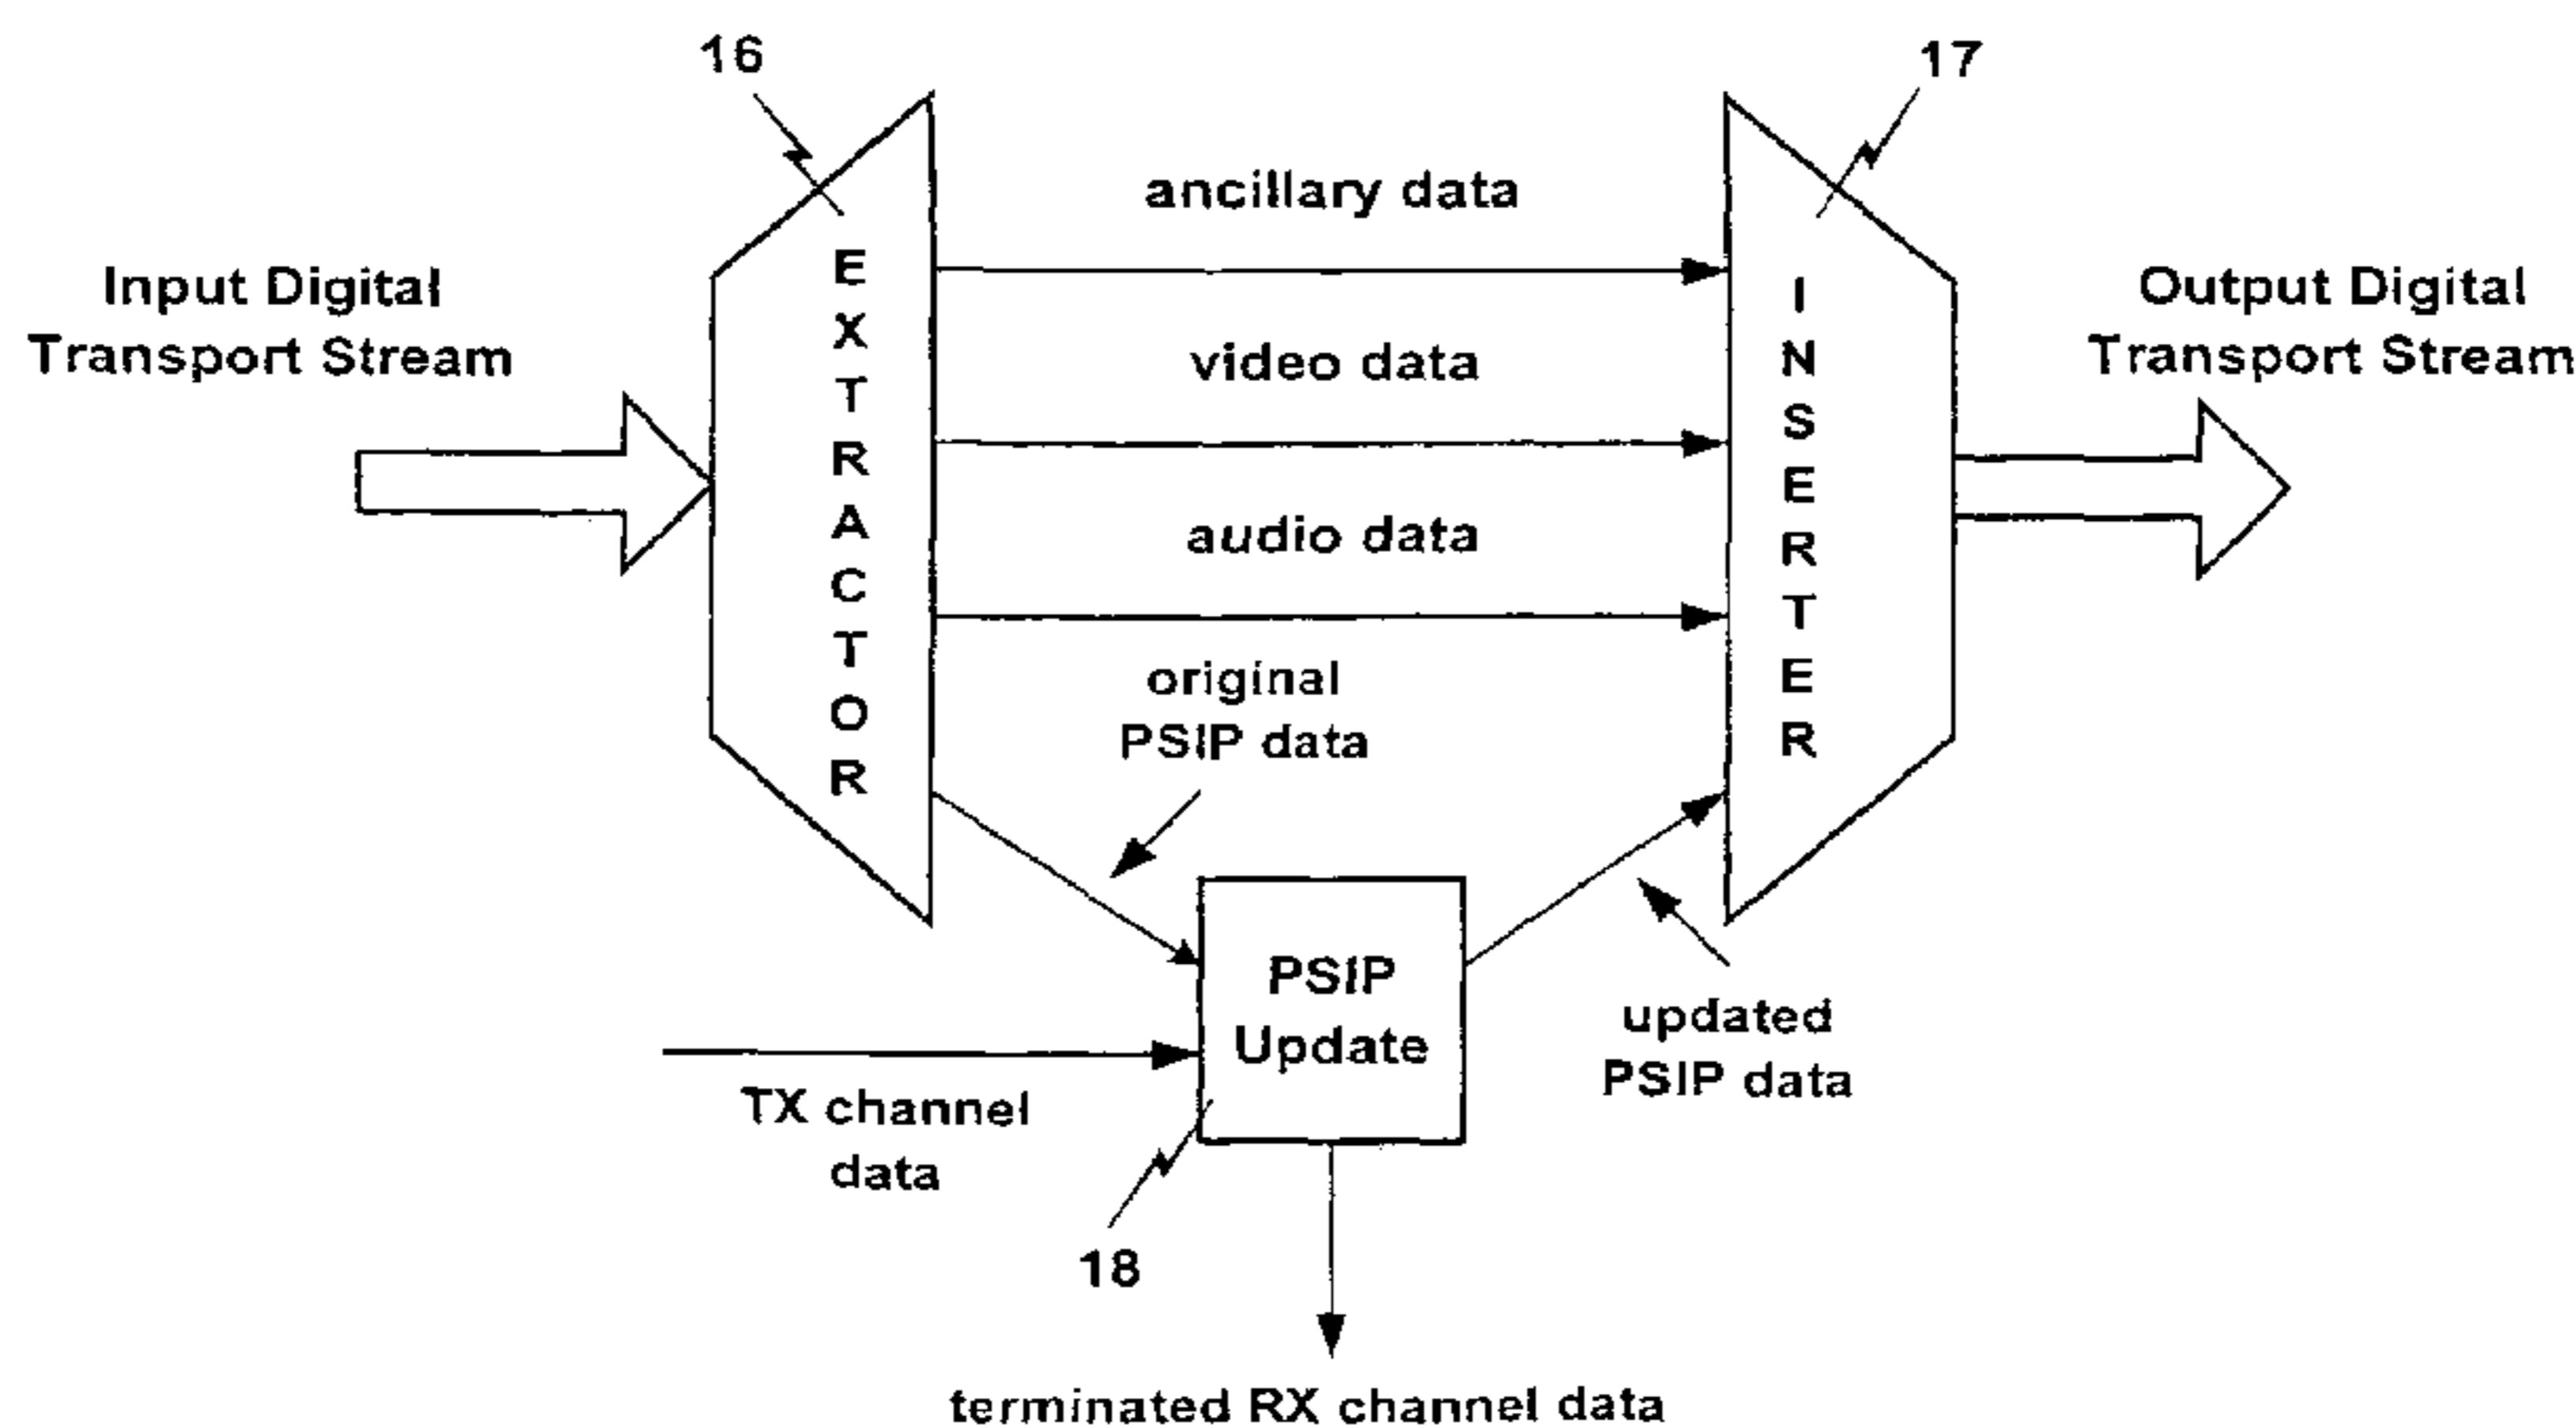 16
17
ancillary data
Input Digital
Transport Stream
EXTRACTOR
video data
INSERTER
Output Digital
Transport Stream
audio data
original
PSIP data
PSIP
Update
updated
PSIP data
TX channel
data
18
terminated RX channel data